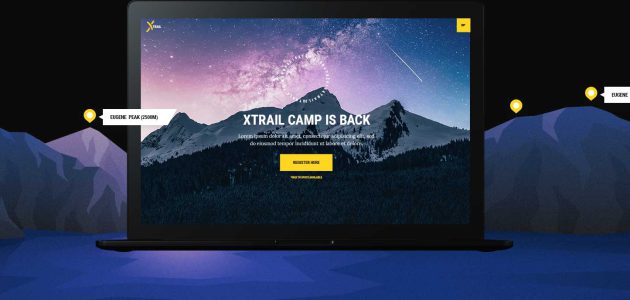 XTRAIL
EUGENE PEAK (2500M)
EUGENE
XTRAIL CAMP IS BACK
Lorem ipsum dolor sit amet, consectetur adipiscing elit, sed
do eiusmod tempor incididunt ut labore et dolore.
REGISTER HERE